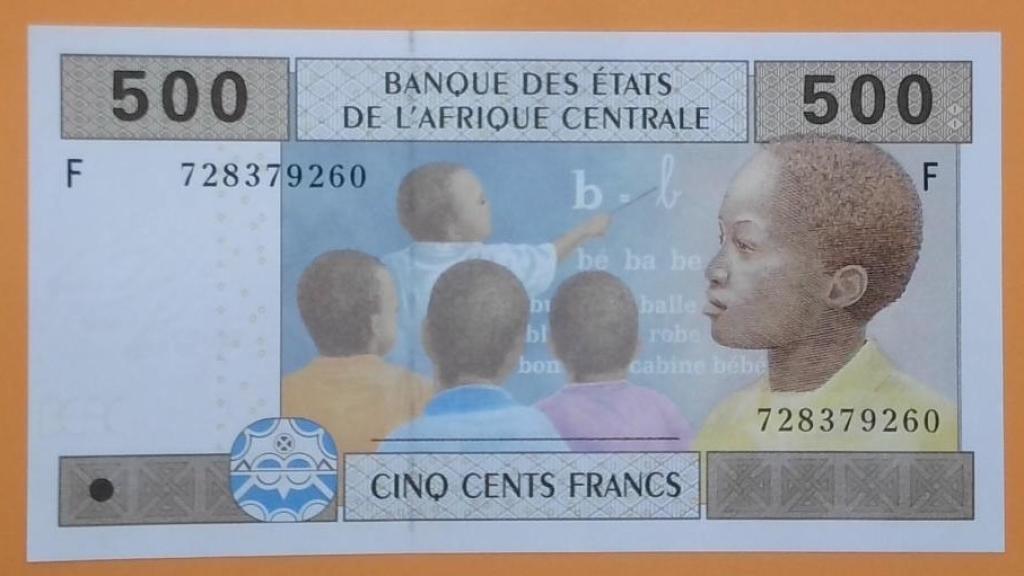 500
BANQUE DES ÉTATS
DE L'AFRIQUE CENTRALE
500
F 728379260
F
b - b
be ba be
balle
robe
bon cabine bébé
728379260
CINQ CENTS FRANCS